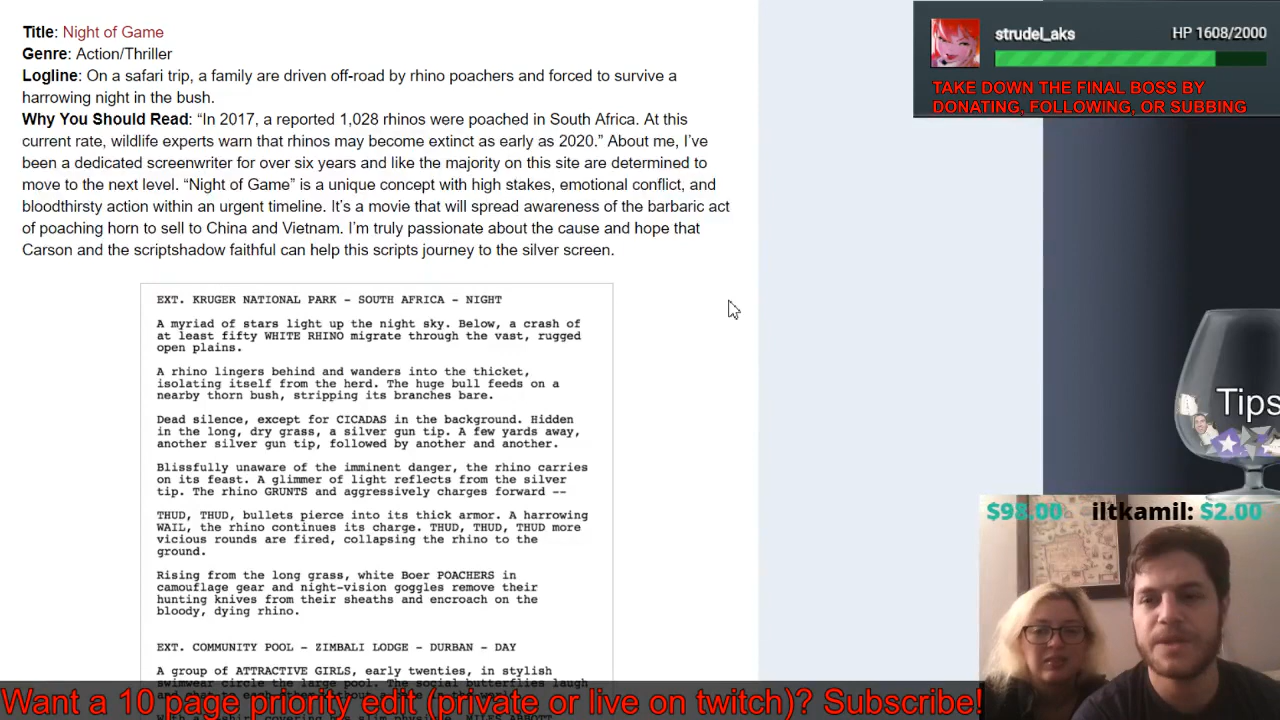 Title: Night of Game
Genre: Action/Thriller
Logline: On a safari trip, a family are driven off-road by rhino poachers and forced to survive a
harrowing night in the bush.
Why You Should Read: “In 2017, a reported 1,028 rhinos were poached in South Africa. At this
current rate, wildlife experts warn that rhinos may become extinct as early as 2020.” About me, I’ve
been a dedicated screenwriter for over six years and like the majority on this site are determined to
move to the next level. “Night of Game” is a unique concept with high stakes, emotional conflict, and
bloodthirsty action within an urgent timeline. It’s a movie that will spread awareness of the barbaric act
of poaching horn to sell to China and Vietnam. I’m truly passionate about the cause and hope that
Carson and the scriptshadow faithful can help this scripts journey to the silver screen.
EXT. KRUGER NATIONAL PARK - SOUTH AFRICA - NIGHT
A myriad of stars light up the night sky. Below, a crash of
at least fifty WHITE RHINO migrate through the vast, rugged
open plains.
A rhino lingers behind and wanders into the thicket,
isolating itself from the herd. The huge bull feeds on a
nearby thorn bush, stripping its branches bare.
Dead silence, except for CICADAS in the background. Hidden
in the long, dry grass, a silver gun tip. A few yards away,
another silver gun tip, followed by another and another.
Blissfully unaware of the imminent danger, the rhino carries
on its feast. A glimmer of light reflects from the silver
tip. The rhino GRUNTS and aggressively charges forward --
THUD, THUD, bullets pierce into its thick armor. A harrowing
WAIL, the rhino continues its charge. THUD, THUD, THUD more
vicious rounds are fired, collapsing the rhino to the
ground.
Rising from the long grass, white Boer POACHERS in
camouflage gear and night-vision goggles remove their
hunting knives from their sheaths and encroach on the
bloody, dying rhino.
EXT. COMMUNITY POOL - ZIMBALI LODGE - DURBAN - DAY
A group of ATTRACTIVE GIRLS, early twenties, in stylish
swimwear circle the large pool. The social butterflies laugh
strudel_aks HP 1608/2000
TAKE DOWN THE FINAL BOSS BY
DONATING, FOLLOWING, OR SUBBING
Tips
$98.00 iltkamil: $2.00
Want a 10 page priority edit (private or live on twitch)? Subscribe!